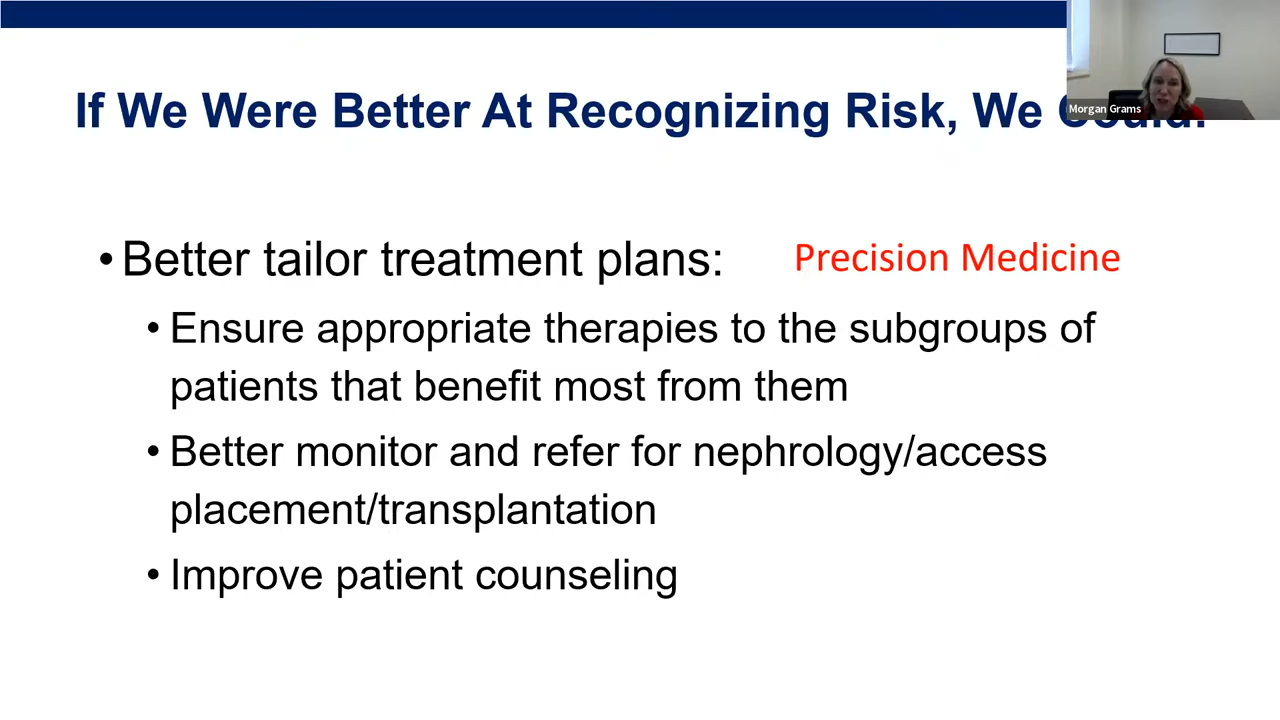 If We Were Better At Recognizing Risk, We Could:
Morgan Grams
• Better tailor treatment plans: Precision Medicine
• Ensure appropriate therapies to the subgroups of
patients that benefit most from them
• Better monitor and refer for nephrology/access
placement/transplantation
• Improve patient counseling